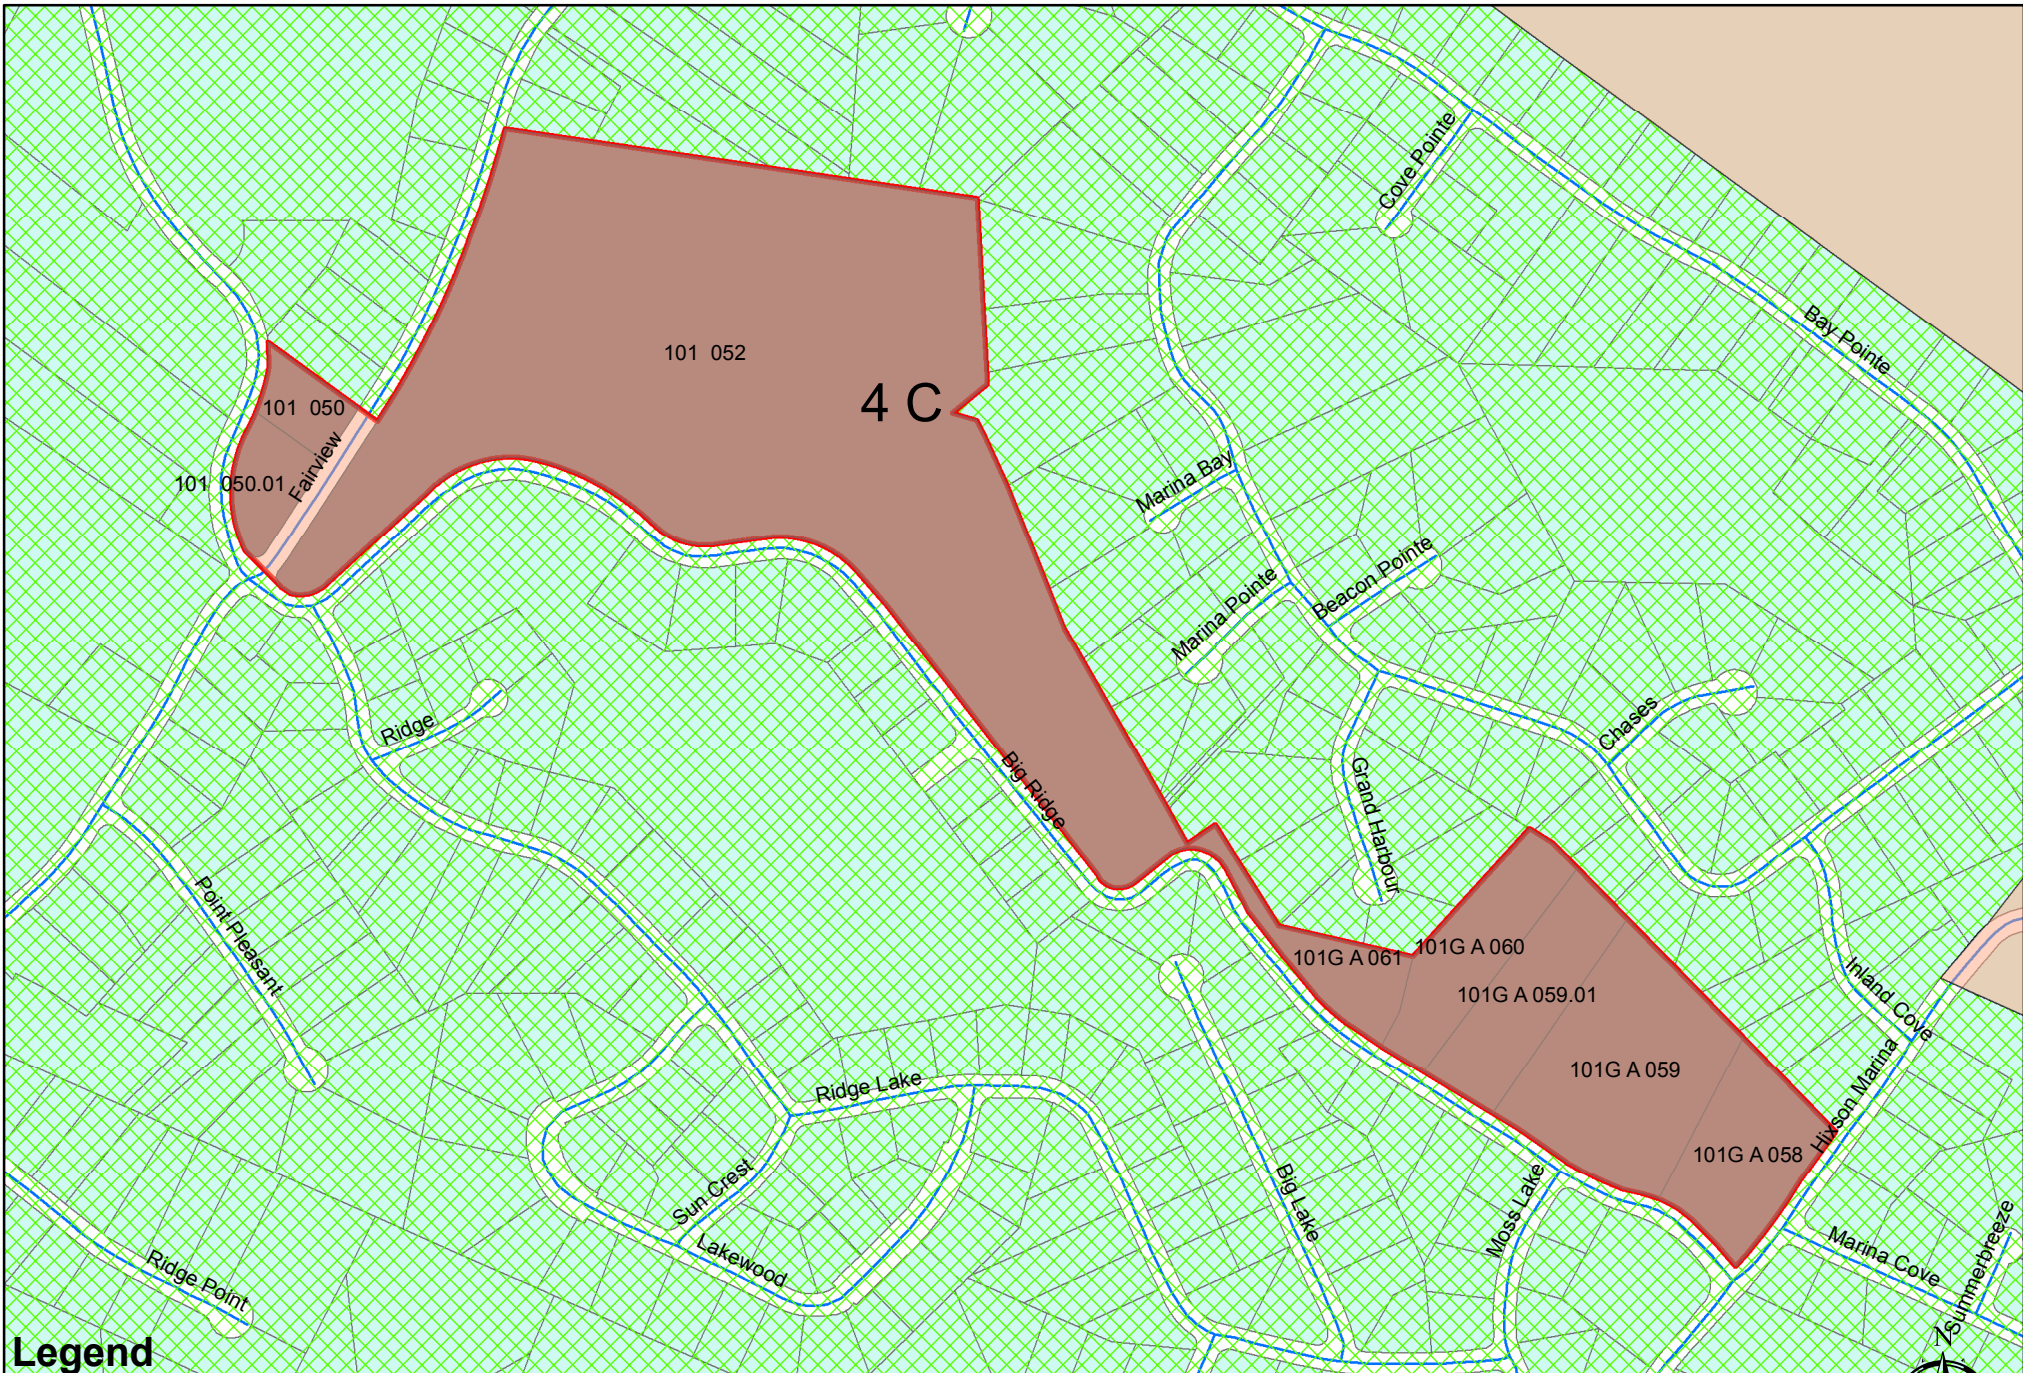 Cove Pointe
Bay Pointe
101 052
4 C
101 050
Fairview
101 050.01
Marina Bay
Beacon Pointe
Marina Pointe
Ridge
Chases
Big Ridge
Grand Harbour
Point Pleasant
101G A 061
101G A 060
101G A 059.01
Inland Cove
101G A 059
Hixson Marina
Ridge Lake
101G A 058
Sun Crest
Big Lake
Moss Lake
Lakewood
Marina Cove
Summerbreeze
Ridge Point
N
Legend